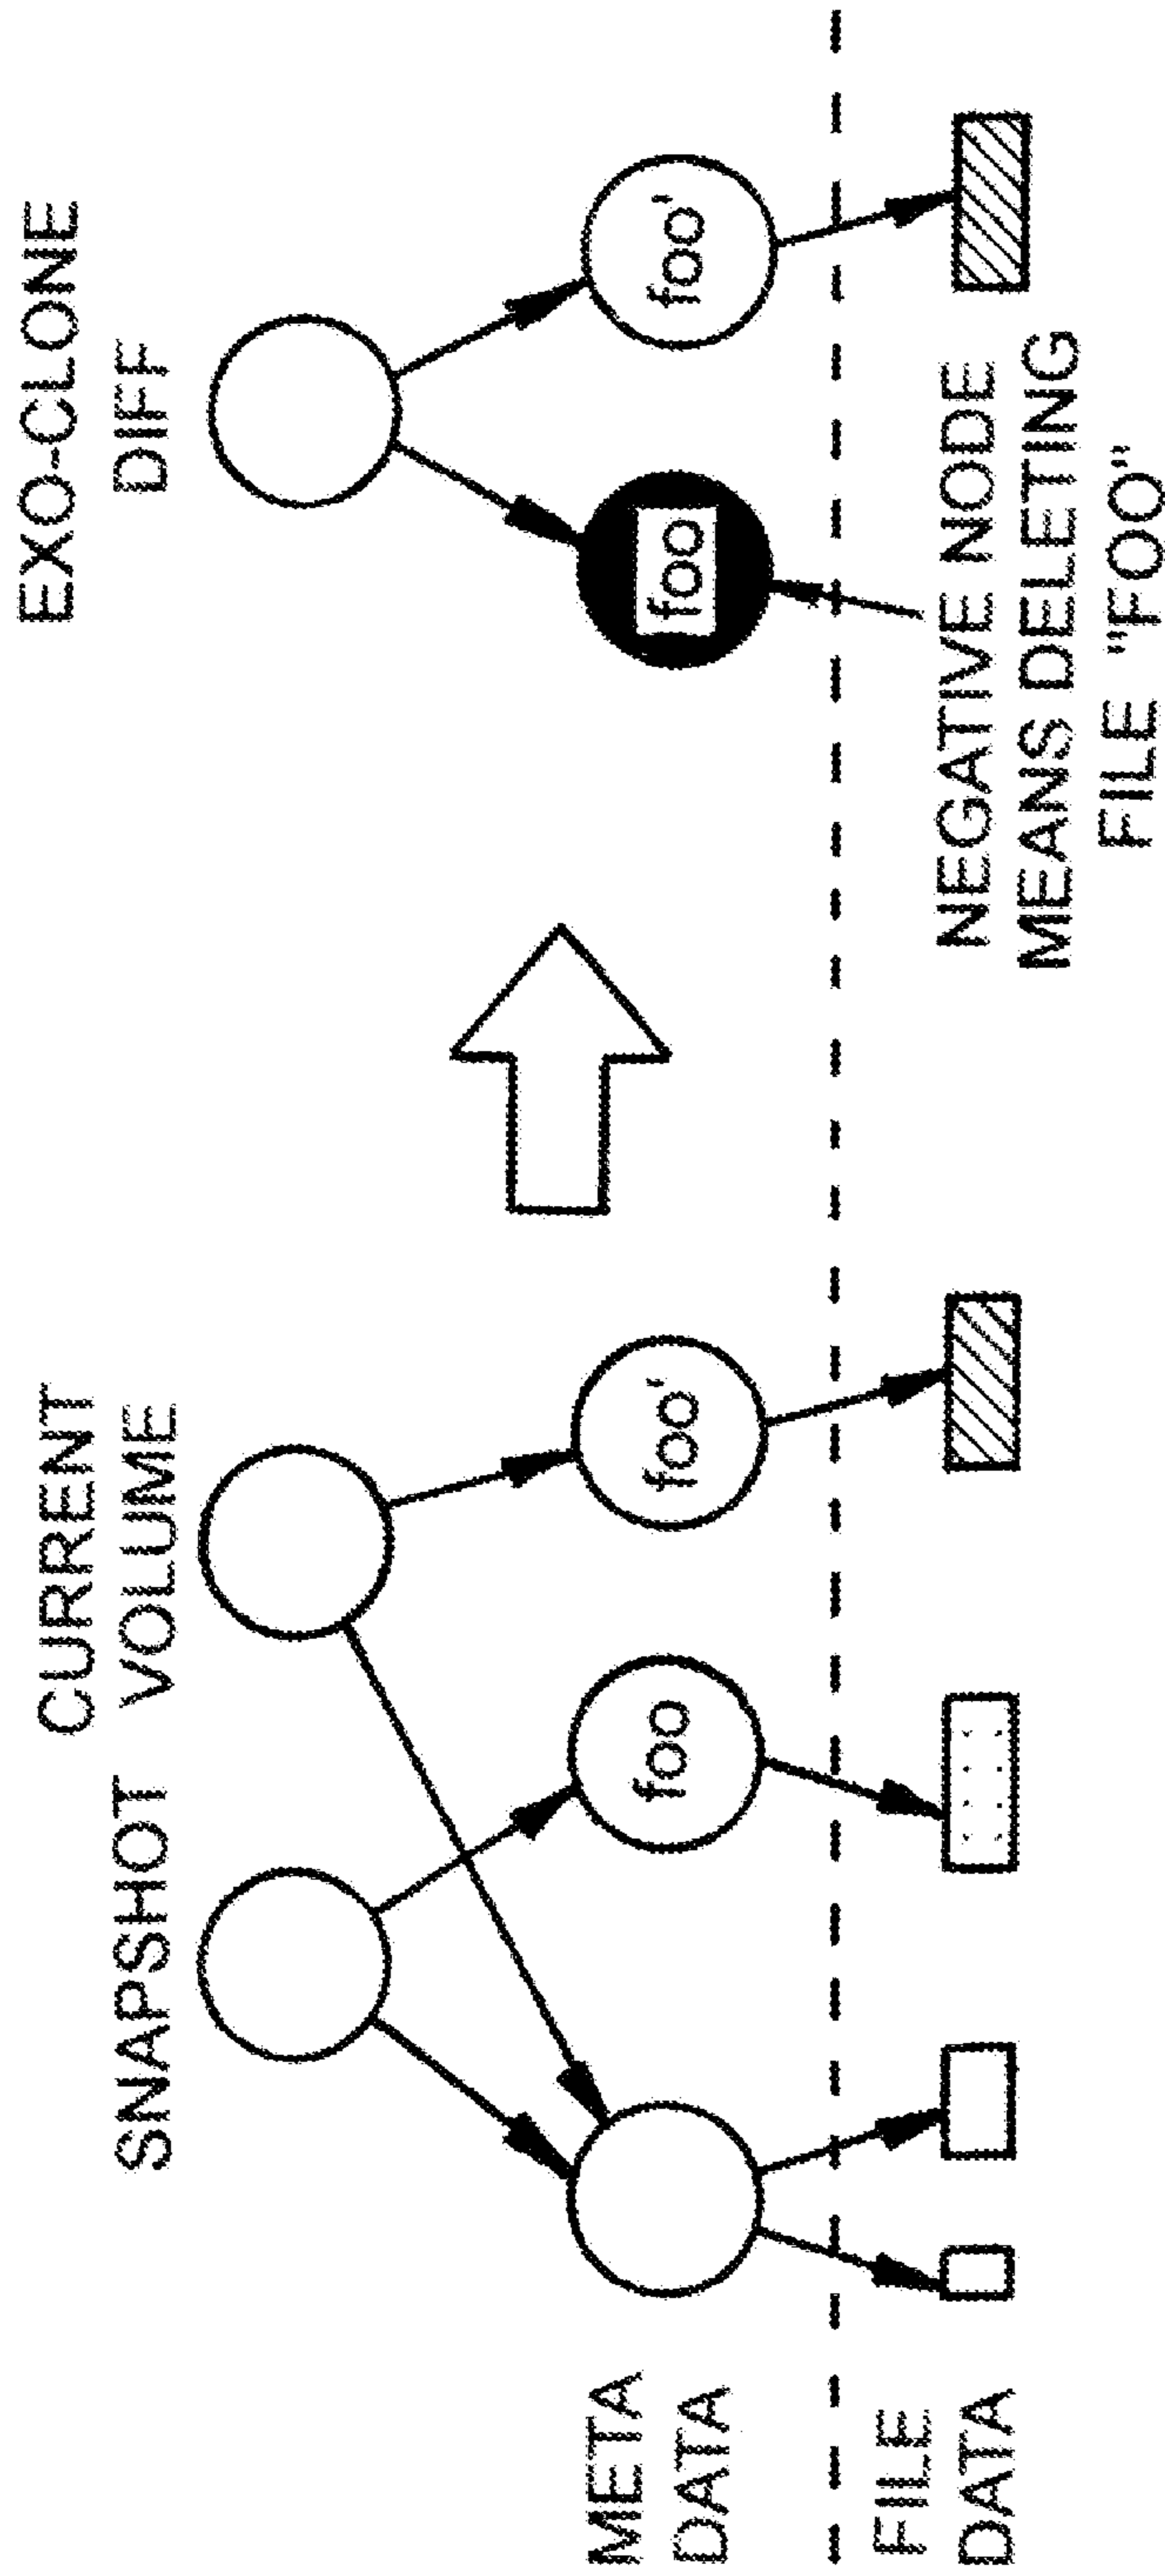 SNAPSHOT
CURRENT
VOLUME
EXO-CLONE
DIFF
foo
foo'
foo
foo'
META
DATA
FILE
DATA
NEGATIVE NODE
MEANS DELETING
FILE "FOO"